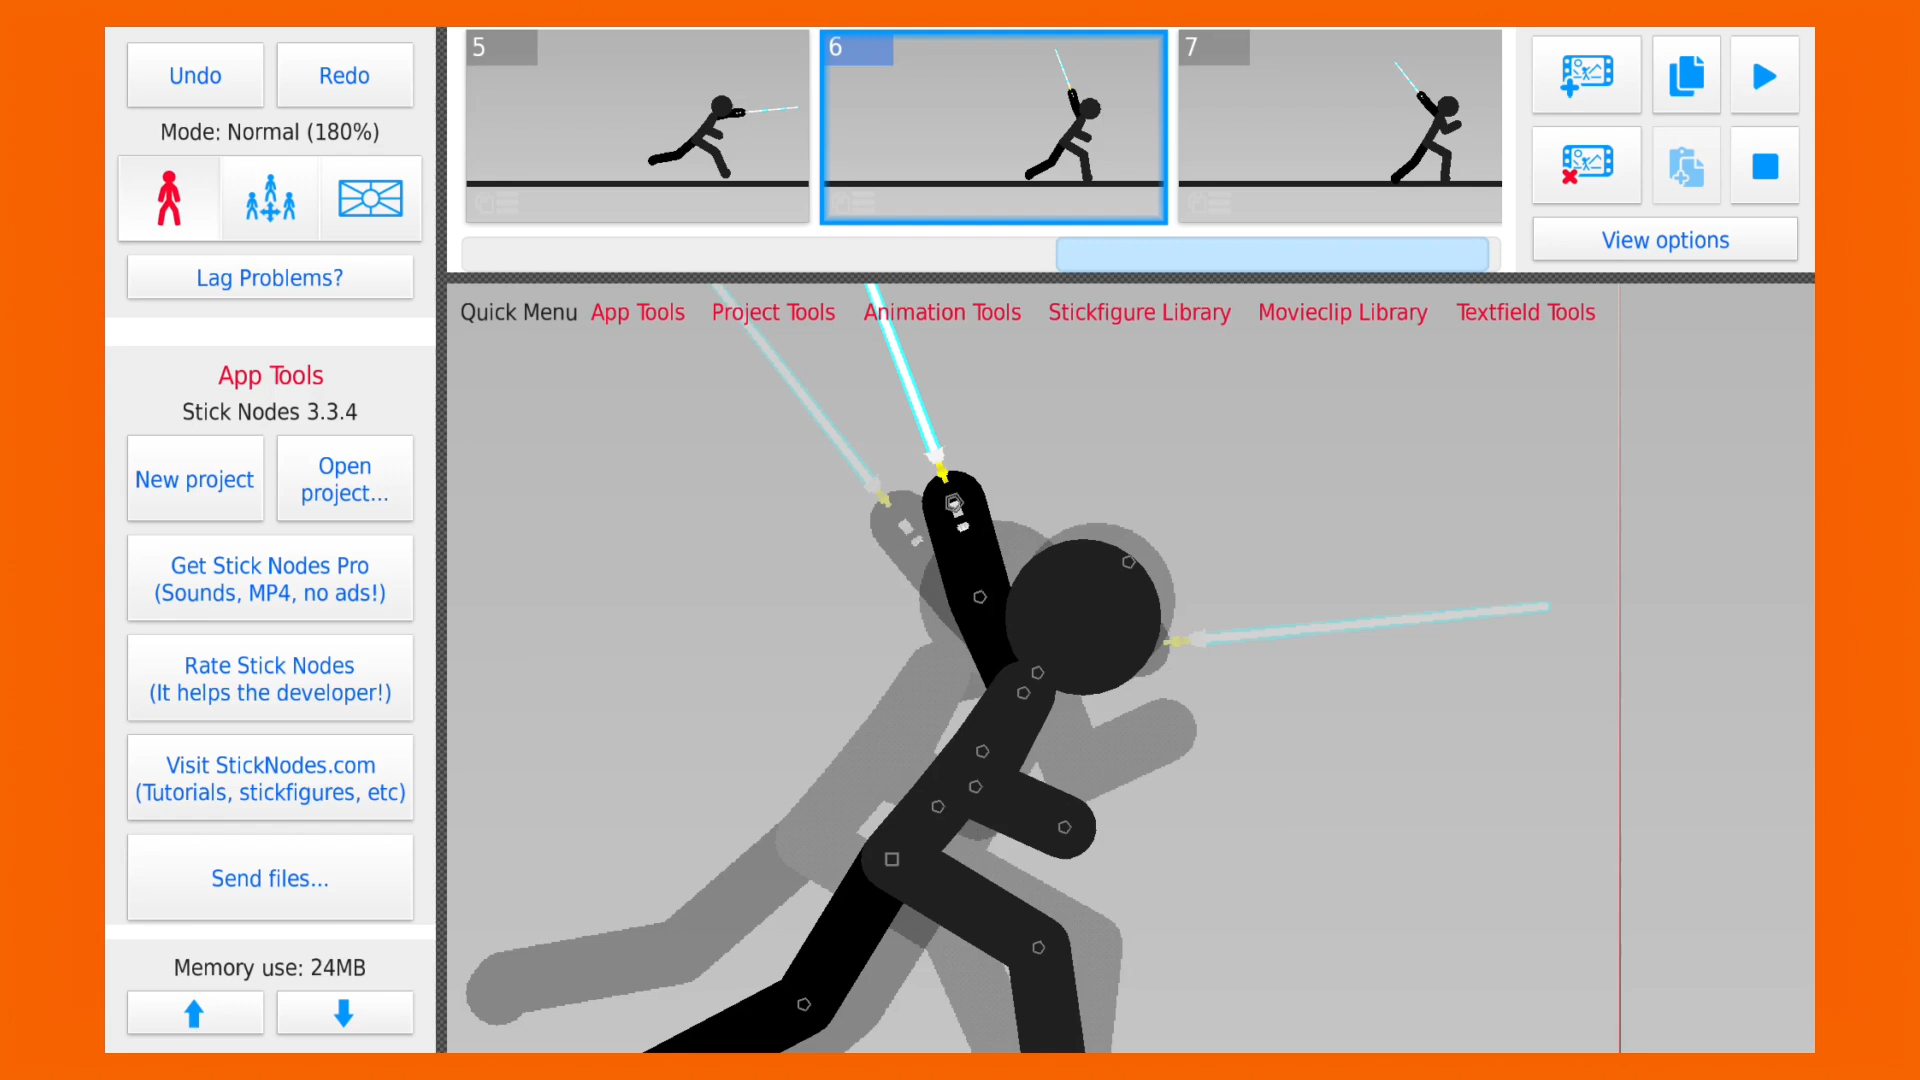 Undo
Redo
Mode: Normal (180%)
Lag Problems?
App Tools
Stick Nodes 3.3.4
New project
Open
project...
Get Stick Nodes Pro
(Sounds, MP4, no ads!)
Rate Stick Nodes
(It helps the developer!)
Visit StickNodes.com
(Tutorials, stickfigures, etc)
Send files...
Memory use: 24MB
5
6
7
View options
Quick Menu App Tools Project Tools Animation Tools Stickfigure Library Movieclip Library Textfield Tools